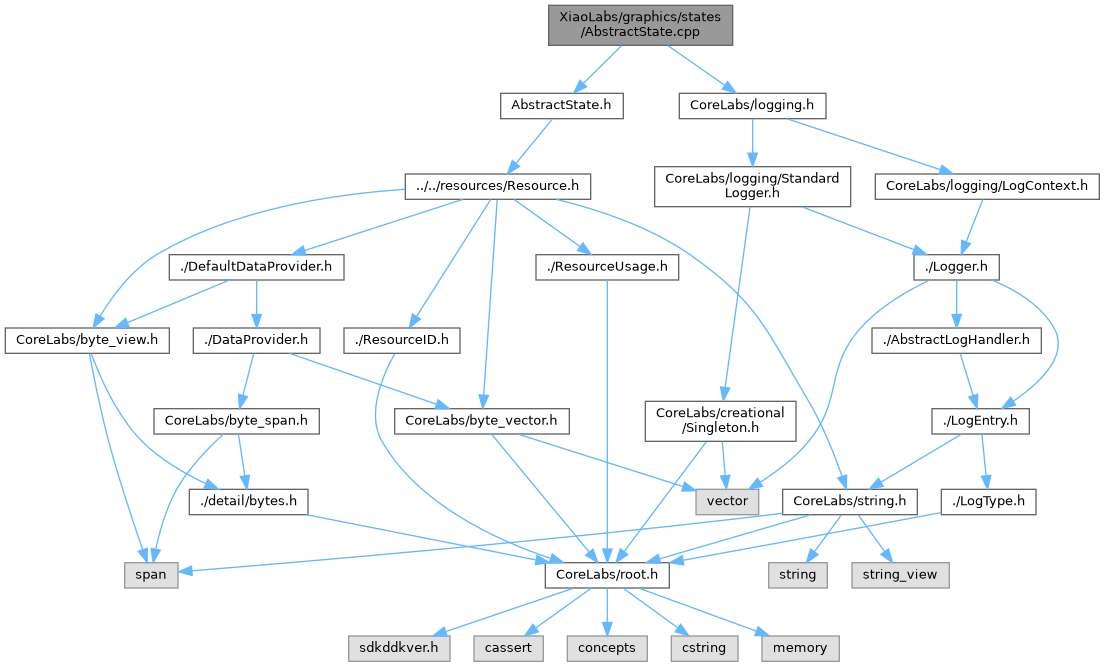 XiaoLabs/graphics/states
/AbstractState.cpp
AbstractState.h
CoreLabs/logging.h
../../resources/Resource.h
CoreLabs/logging/Standard
Logger.h
CoreLabs/logging/LogContext.h
./DefaultDataProvider.h
./ResourceUsage.h
./Logger.h
CoreLabs/byte_view.h
./DataProvider.h
./ResourceID.h
./AbstractLogHandler.h
CoreLabs/byte_span.h
CoreLabs/byte_vector.h
CoreLabs/creational
/Singleton.h
./LogEntry.h
./detail/bytes.h
vector
CoreLabs/string.h
./LogType.h
span
CoreLabs/root.h
string
string_view
sdkddkver.h
cassert
concepts
cstring
memory